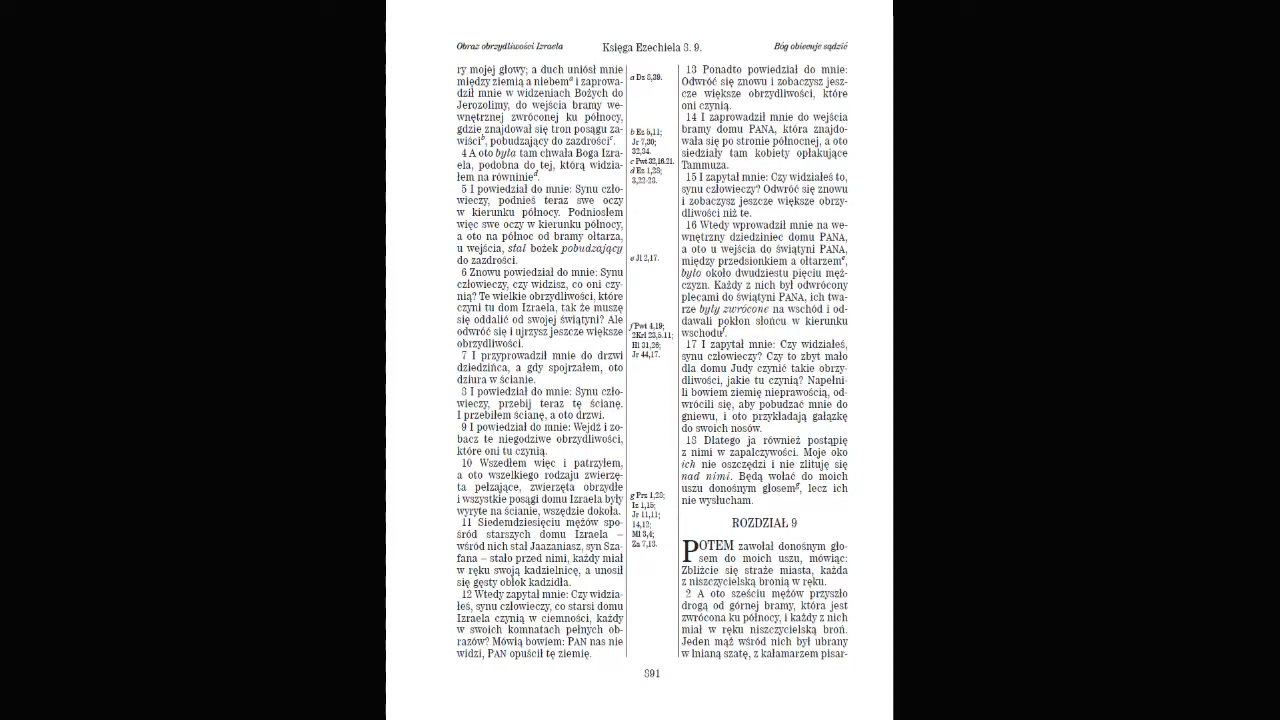 Obraz obrzydliwości Izraela
Księga Ezechiela 8. 9.
Bóg obiecuje sądzić
ry mojej głowy; a duch uniósł mnie
między ziemią a niebemᵃ i zaprowa-
dził mnie w widzeniach Bożych do
Jerozolimy, do wejścia bramy we-
wnętrznej zwróconej ku północy,
gdzie znajdował się tron posągu za-
wiściᵇ, pobudzający do zazdrościᶜ.
4 A oto była tam chwała Boga Izra-
ela, podobna do tej, którą widzia-
łem na równinieᵈ.
5 I powiedział do mnie: Synu czło-
wieczy, podnieś teraz swe oczy
w kierunku północy. Podniosłem
więc swe oczy w kierunku północy,
a oto na północ od bramy ołtarza,
u wejścia, stał bożek pobudzający
do zazdrości.
6 Znowu powiedział do mnie: Synu
człowieczy, czy widzisz, co oni czy-
nią? Te wielkie obrzydliwości, które
czyni tu dom Izraela, tak że muszę
się oddalić od swojej świątyni? Ale
odwróć się i ujrzysz jeszcze większe
obrzydliwości.
7 I przyprowadził mnie do drzwi
dziedzińca, a gdy spojrzałem, oto
dziura w ścianie.
8 I powiedział do mnie: Synu czło-
wieczy, przebij teraz tę ścianę.
I przebiłem ścianę, a oto drzwi.
9 I powiedział do mnie: Wejdź i zo-
bacz te niegodziwe obrzydliwości,
które oni tu czynią.
10 Wszedłem więc i patrzyłem,
a oto wszelkiego rodzaju zwierzę-
ta pełzające, zwierzęta obrzydłe
i wszystkie posągi domu Izraela były
wyryte na ścianie, wszędzie dokoła.
11 Siedemdziesięciu mężów spo-
śród starszych domu Izraela –
wśród nich stał Jaazaniasz, syn Sza-
fana – stało przed nimi, każdy miał
w ręku swoją kadzielnicę, a unosił
się gęsty obłok kadzidła.
12 Wtedy zapytał mnie: Czy widzia-
łeś, synu człowieczy, co starsi domu
Izraela czynią w ciemności, każdy
w swoich komnatach pełnych ob-
razów? Mówią bowiem: PAN nas nie
widzi, PAN opuścił tę ziemię.
a Dz 8,39.
b Ez 5,11;
Jr 7,30;
32,34.
c Pwt 32,16.21.
d Ez 1,28;
3,22-23.
e Jl 2,17.
f Pwt 4,19;
2Krl 23,5.11;
Hi 31,26;
Jr 44,17.
g Prz 1,28;
Iz 1,15;
Jr 11,11;
14,12;
Mi 3,4;
Za 7,13.
13 Ponadto powiedział do mnie:
Odwróć się znowu i zobaczysz jesz-
cze większe obrzydliwości, które
oni czynią.
14 I zaprowadził mnie do wejścia
bramy domu PANA, która znajdo-
wała się po stronie północnej, a oto
siedziały tam kobiety opłakujące
Tammuza.
15 I zapytał mnie: Czy widziałeś to,
synu człowieczy? Odwróć się znowu
i zobaczysz jeszcze większe obrzy-
dliwości niż te.
16 Wtedy wprowadził mnie na we-
wnętrzny dziedziniec domu PANA,
a oto u wejścia do świątyni PANA,
między przedsionkiem a ołtarzemᵉ,
było około dwudziestu pięciu męż-
czyzn. Każdy z nich był odwrócony
plecami do świątyni PANA, ich twa-
rze były zwrócone na wschód i od-
dawali pokłon słońcu w kierunku
wschoduᶠ.
17 I zapytał mnie: Czy widziałeś,
synu człowieczy? Czy to zbyt mało
dla domu Judy czynić takie obrzy-
dliwości, jakie tu czynią? Napełni-
li bowiem ziemię nieprawością, od-
wrócili się, aby pobudzać mnie do
gniewu, i oto przykładają gałązkę
do swoich nosów.
18 Dlatego ja również postąpię
z nimi w zapalczywości. Moje oko
ich nie oszczędzi i nie zlituję się
nad nimi. Będą wołać do moich
uszu donośnym głosemᵍ, lecz ich
nie wysłucham.
ROZDZIAŁ 9
POTEM zawołał donośnym gło-
sem do moich uszu, mówiąc:
Zbliżcie się straże miasta, każda
z niszczycielską bronią w ręku.
2 A oto sześciu mężów przyszło
drogą od górnej bramy, która jest
zwrócona ku północy, i każdy z nich
miał w ręku niszczycielską broń.
Jeden mąż wśród nich był ubrany
w lnianą szatę, z kałamarzem pisar-
891